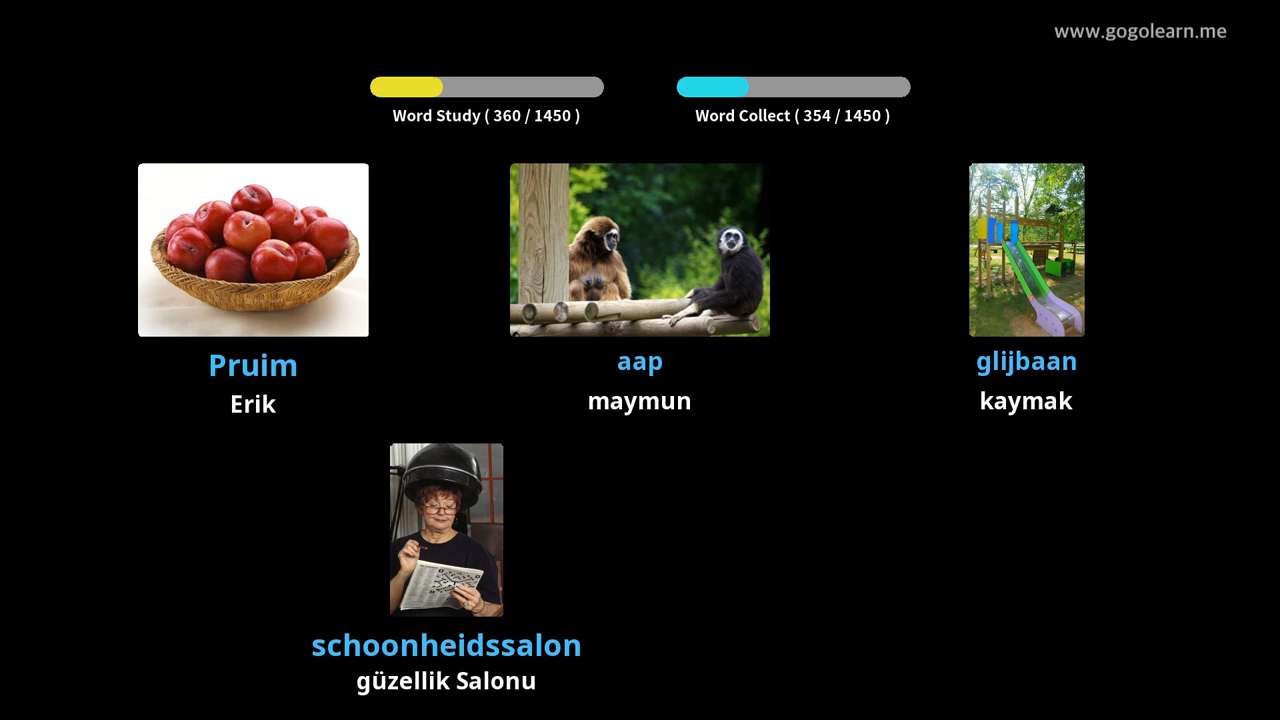 www.gogolearn.me
Word Study ( 360 / 1450 )
Word Collect ( 354 / 1450 )
Pruim
Erik
aap
maymun
glijbaan
kaymak
schoonheidssalon
güzellik Salonu